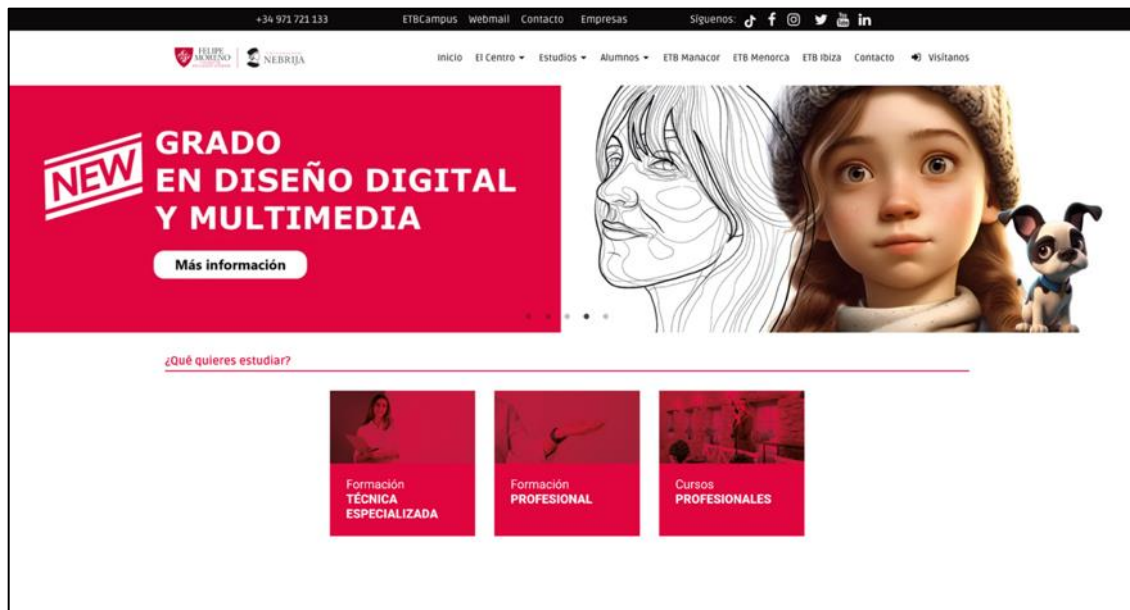 +34 971 721 133 ETBCampus Webmail Contacto Empresas Síguenos:
FELIPE
MORENO
NEBRIJA
Inicio El Centro Estudios Alumnos ETB Manacor ETB Menorca ETB Ibiza Contacto Visítanos
NEW
GRADO
EN DISEÑO DIGITAL
Y MULTIMEDIA
Más información
¿Qué quieres estudiar?
Formación
TÉCNICA
ESPECIALIZADA
Formación
PROFESIONAL
Cursos
PROFESIONALES